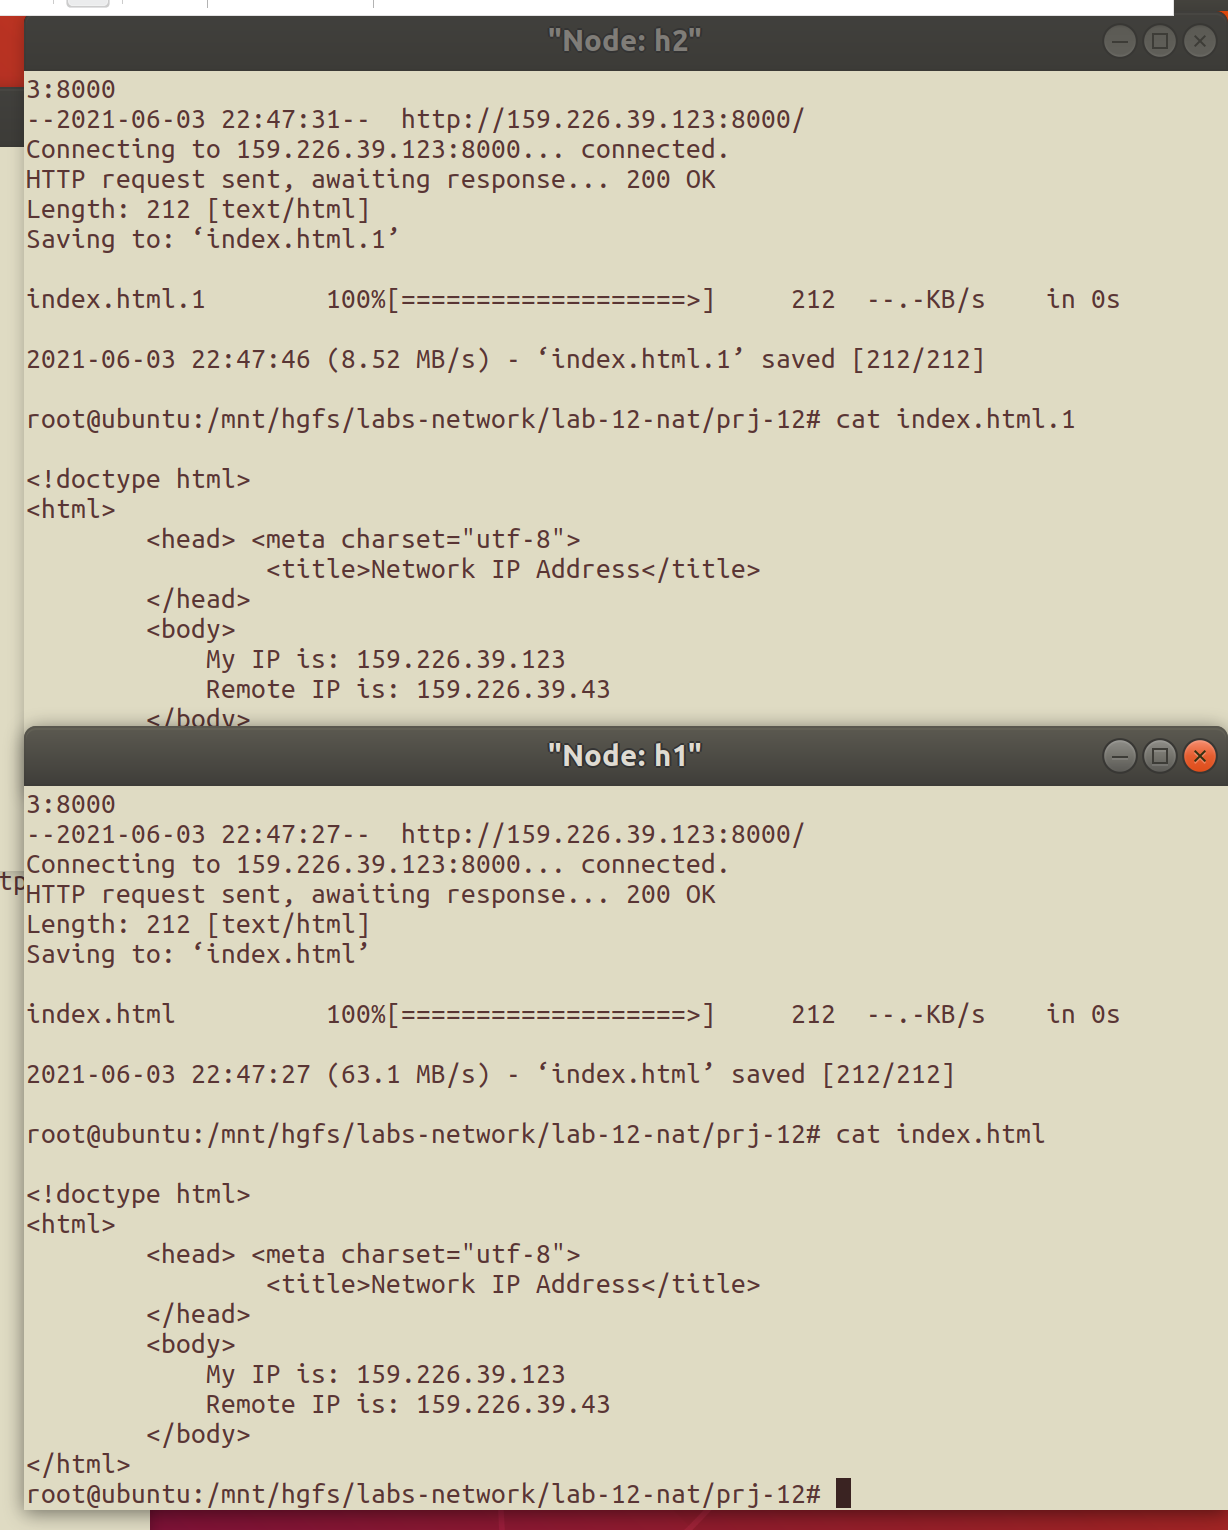 "Node: h2"
3:8000
--2021-06-03 22:47:31--  http://159.226.39.123:8000/
Connecting to 159.226.39.123:8000... connected.
HTTP request sent, awaiting response... 200 OK
Length: 212 [text/html]
Saving to: ‘index.html.1’
index.html.1        100%[===================>]     212  --.-KB/s    in 0s
2021-06-03 22:47:46 (8.52 MB/s) - ‘index.html.1’ saved [212/212]
root@ubuntu:/mnt/hgfs/labs-network/lab-12-nat/prj-12# cat index.html.1
<!doctype html>
<html>
        <head> <meta charset="utf-8">
                <title>Network IP Address</title>
        </head>
        <body>
            My IP is: 159.226.39.123
            Remote IP is: 159.226.39.43
        </body>
"Node: h1"
3:8000
--2021-06-03 22:47:27--  http://159.226.39.123:8000/
Connecting to 159.226.39.123:8000... connected.
tp
HTTP request sent, awaiting response... 200 OK
Length: 212 [text/html]
Saving to: ‘index.html’
index.html          100%[===================>]     212  --.-KB/s    in 0s
2021-06-03 22:47:27 (63.1 MB/s) - ‘index.html’ saved [212/212]
root@ubuntu:/mnt/hgfs/labs-network/lab-12-nat/prj-12# cat index.html
<!doctype html>
<html>
        <head> <meta charset="utf-8">
                <title>Network IP Address</title>
        </head>
        <body>
            My IP is: 159.226.39.123
            Remote IP is: 159.226.39.43
        </body>
</html>
root@ubuntu:/mnt/hgfs/labs-network/lab-12-nat/prj-12#